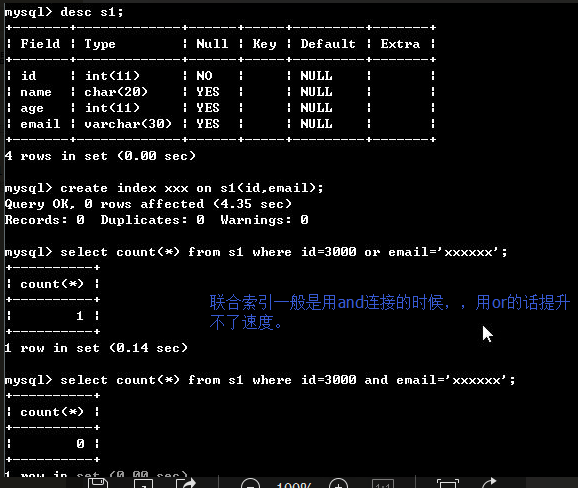 mysql> desc s1;
+-------+-------------+------+-----+---------+-------+
| Field | Type        | Null | Key | Default | Extra |
+-------+-------------+------+-----+---------+-------+
| id    | int(11)     | NO   |     | NULL    |       |
| name  | char(20)    | YES  |     | NULL    |       |
| age   | int(11)     | YES  |     | NULL    |       |
| email | varchar(30) | YES  |     | NULL    |       |
+-------+-------------+------+-----+---------+-------+
4 rows in set (0.00 sec)
mysql> create index xxx on s1(id,email);
Query OK, 0 rows affected (4.35 sec)
Records: 0  Duplicates: 0  Warnings: 0
mysql> select count(*) from s1 where id=3000 or email='xxxxxx';
+----------+
| count(*) |
+----------+
|        1 |
+----------+
1 row in set (0.14 sec)
联合索引一般是用and连接的时候，，用or的话提升
不了速度。
mysql> select count(*) from s1 where id=3000 and email='xxxxxx';
+----------+
| count(*) |
+----------+
|        0 |
+----------+
1 row in set (0.00 sec)
100%
1:1